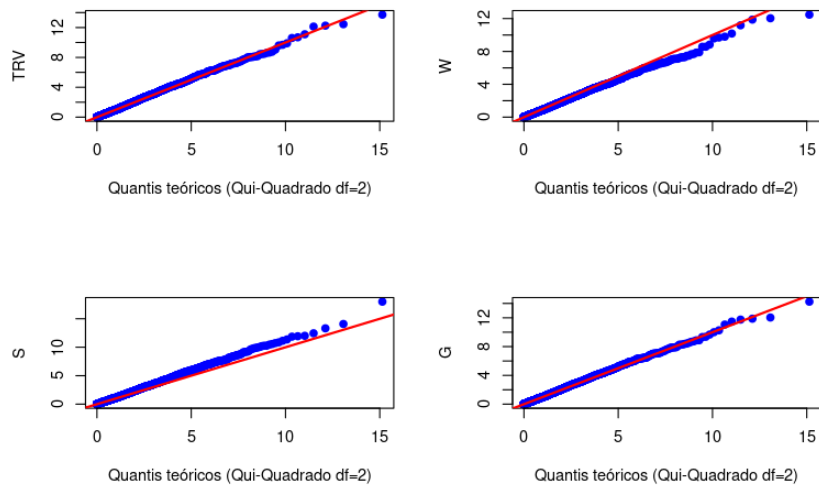 TRV
0 4 8 12
0 5 10 15
Quantis teóricos (Qui-Quadrado df=2)
W
0 4 8 12
0 5 10 15
Quantis teóricos (Qui-Quadrado df=2)
S
0 5 10
0 5 10 15
Quantis teóricos (Qui-Quadrado df=2)
G
0 4 8 12
0 5 10 15
Quantis teóricos (Qui-Quadrado df=2)